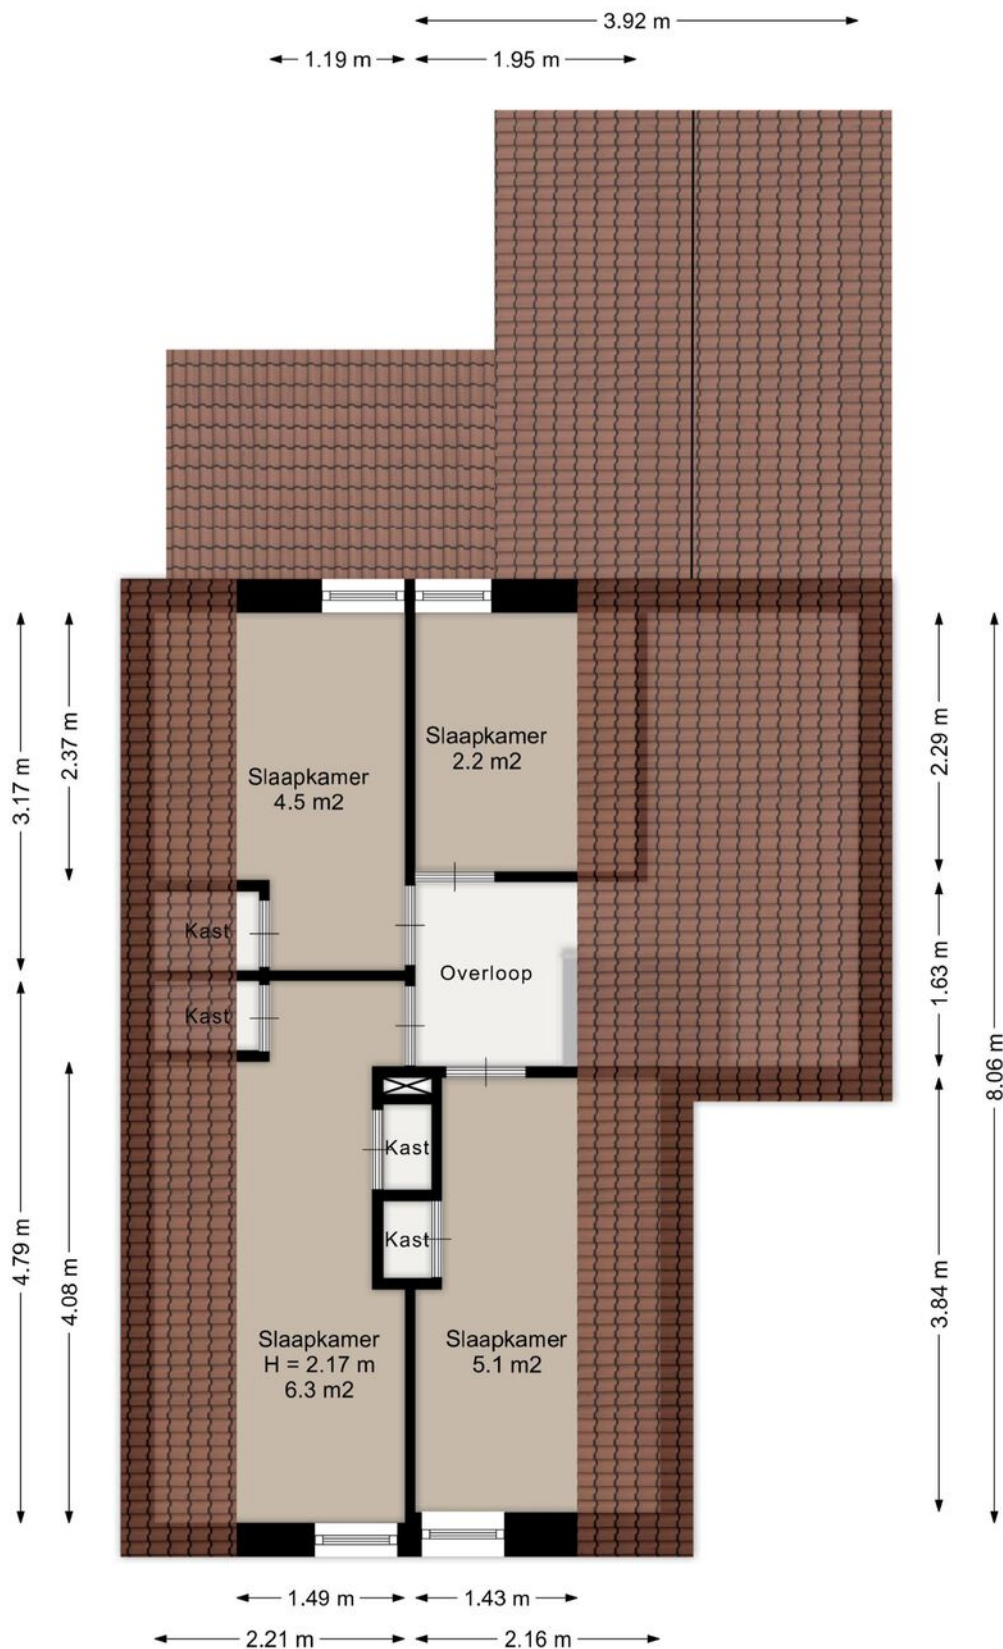 3.92 m
1.19 m
1.95 m
Slaapkamer
2.2 m2
Slaapkamer
4.5 m2
3.17 m
2.37 m
2.29 m
Kast
Overloop
1.63 m
Kast
8.06 m
Kast
Kast
4.79 m
4.08 m
3.84 m
Slaapkamer
H = 2.17 m
6.3 m2
Slaapkamer
5.1 m2
1.49 m
1.43 m
2.21 m
2.16 m